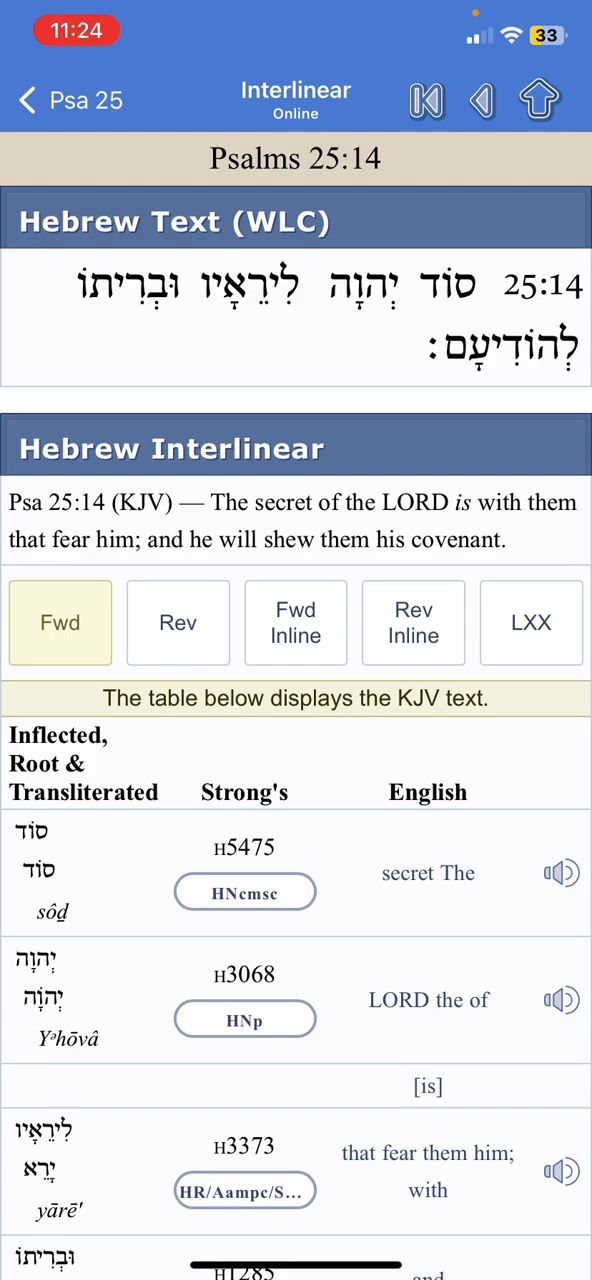 11:24
33
Psa 25
Interlinear
Online
Psalms 25:14
Hebrew Text (WLC)
25:14 סוֹד יְהוָה לִירֵאָיו וּבְרִיתוֹ
לְהוֹדִיעָם׃
Hebrew Interlinear
Psa 25:14 (KJV) — The secret of the LORD is with them
that fear him; and he will shew them his covenant.
Fwd
Rev
Fwd
Inline
Rev
Inline
LXX
The table below displays the KJV text.
Inflected,
Root &
Transliterated
Strong's
English
סוֹד
סוֹד
sôḏ
H5475
HNcmsc
secret The
יְהוָה
יְהֹוָה
Yᵊhōvâ
H3068
HNp
LORD the of
[is]
לִירֵאָיו
יָרֵא
yārē'
H3373
HR/Aampc/S...
that fear them him;
with
וּבְרִיתוֹ
H1285
and